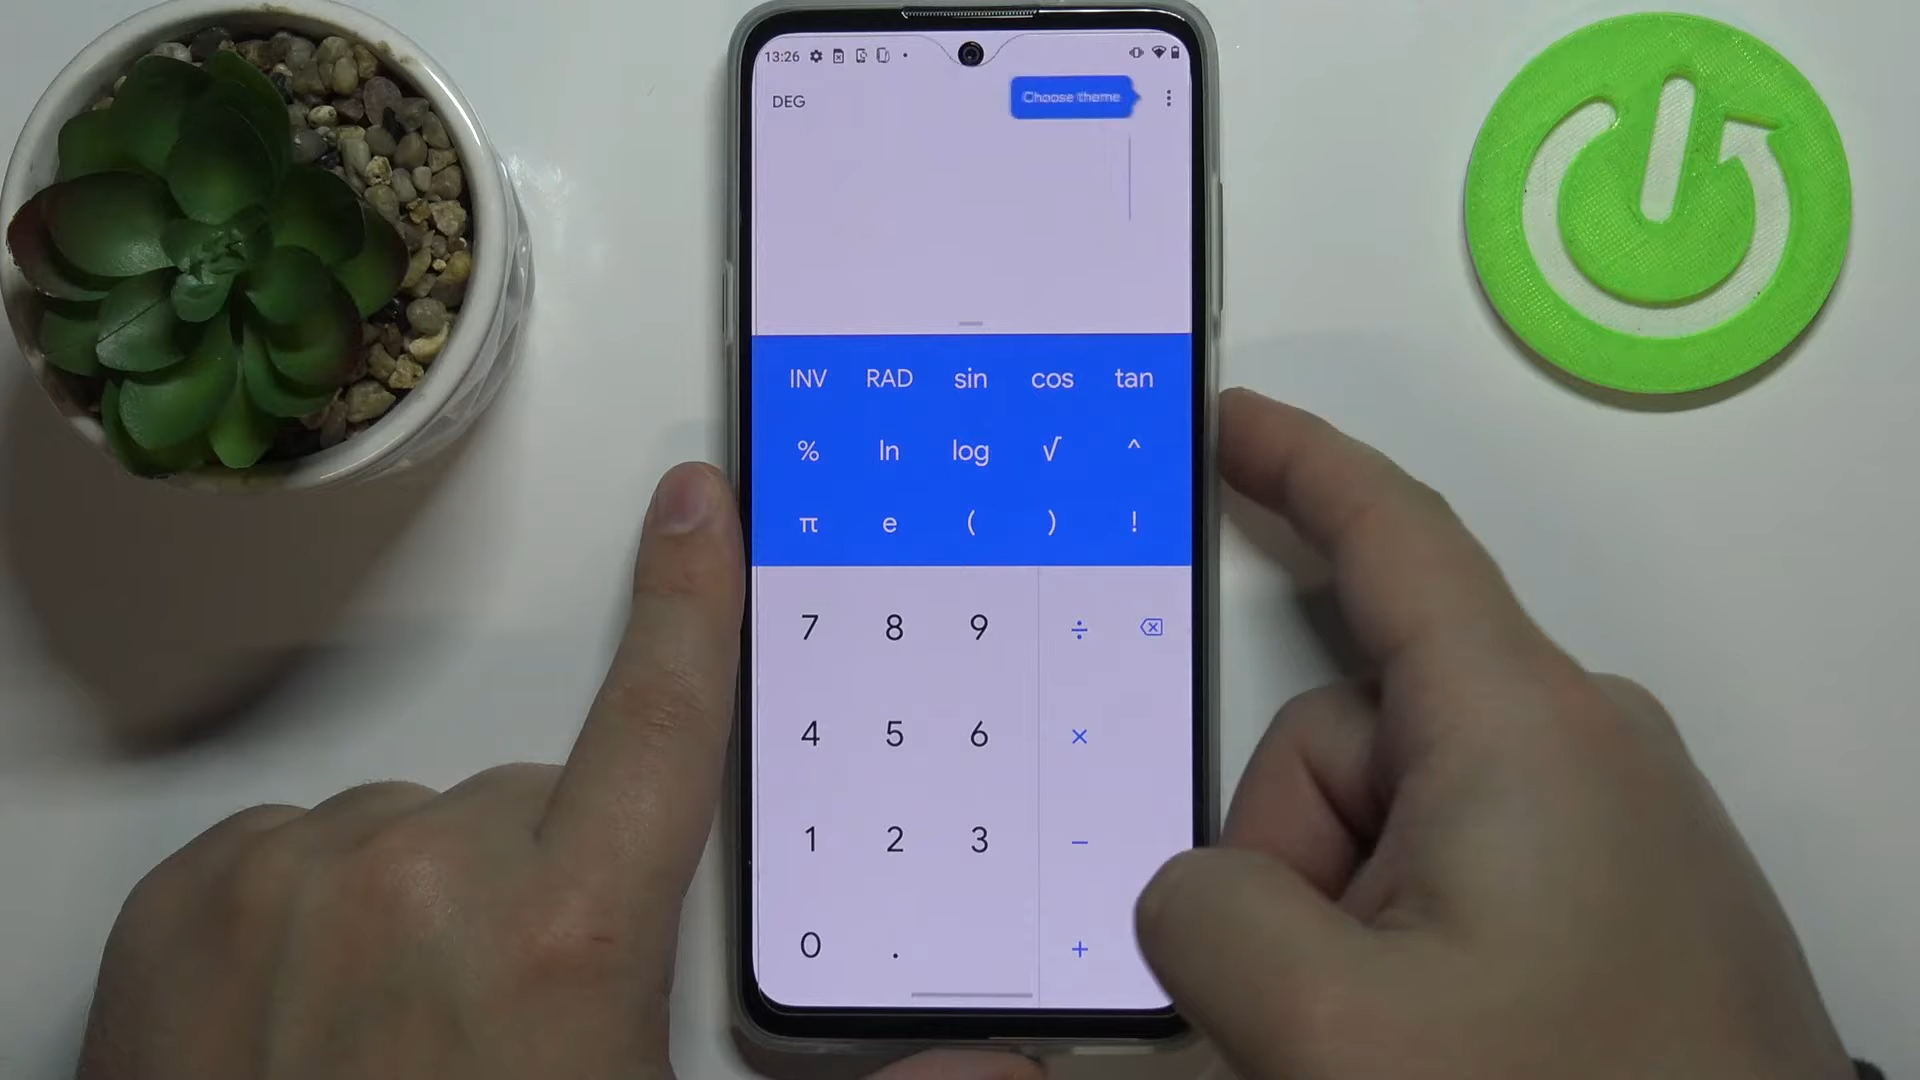 13:26
DEG
Choose theme
INV RAD sin cos tan
% ln log √ ^
π e ( ) !
7 8 9 ÷
4 5 6 ×
1 2 3 −
0 . +